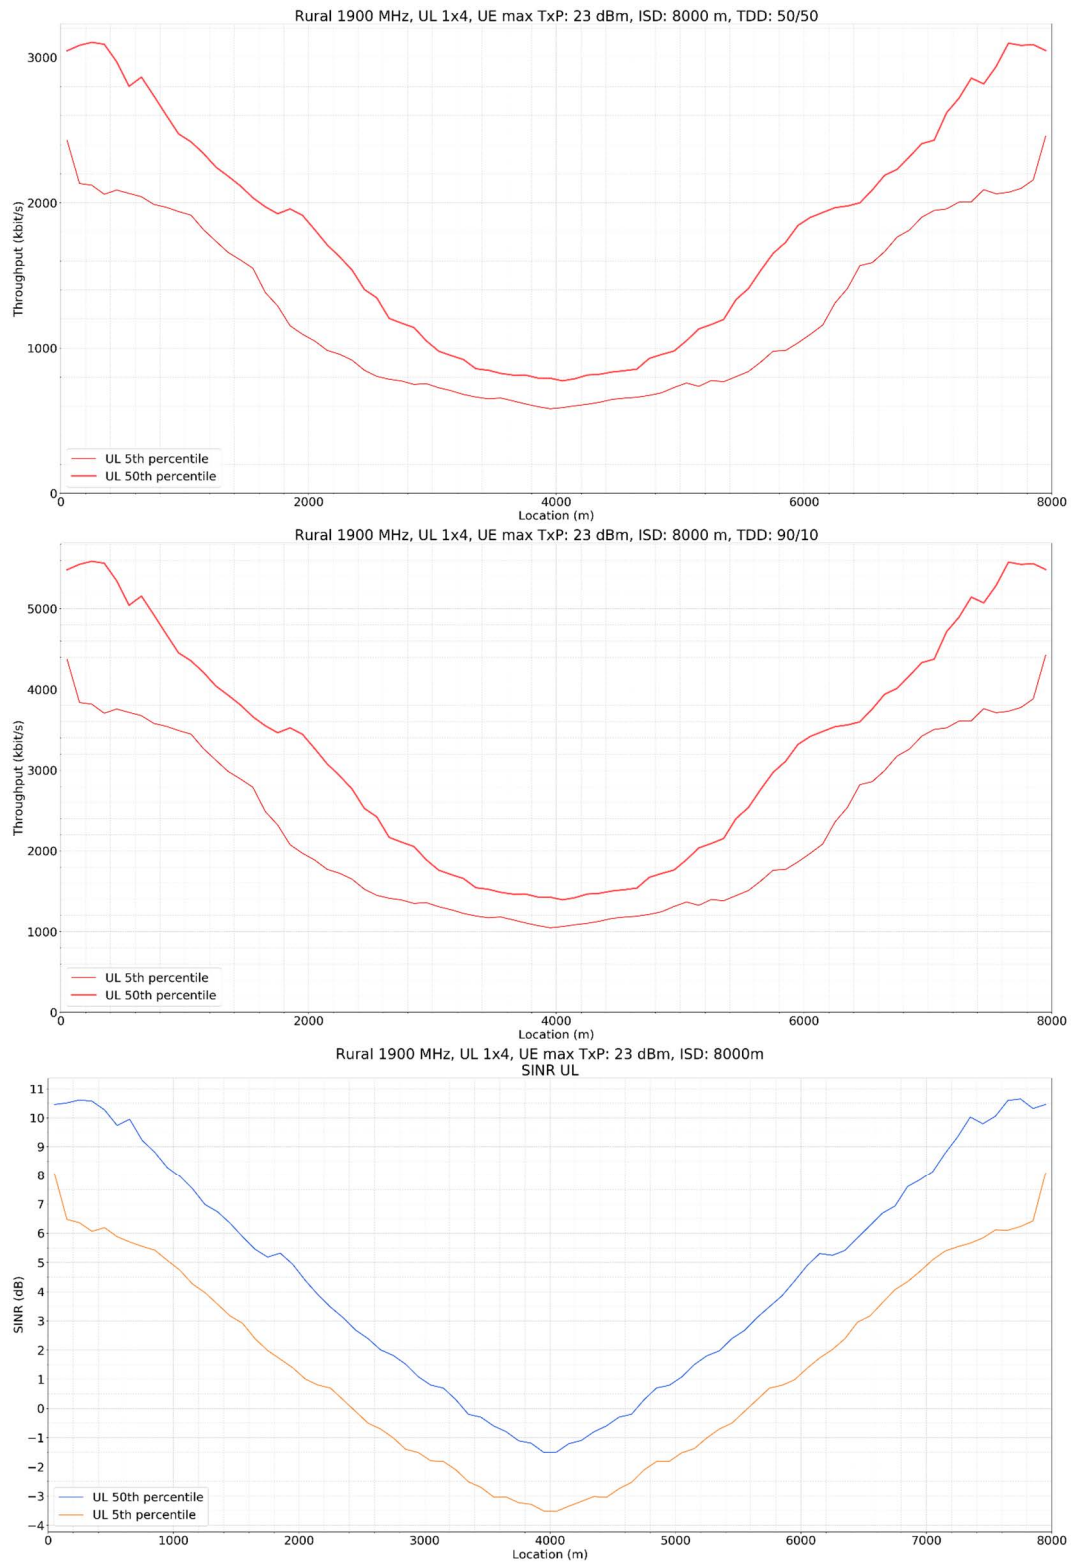 Rural 1900 MHz, UL 1x4, UE max TxP: 23 dBm, ISD: 8000 m, TDD: 50/50
3000
2000
Throughput (kbit/s)
1000
UL 5th percentile
UL 50th percentile
0
0 2000 4000 6000 8000
Location (m)
Rural 1900 MHz, UL 1x4, UE max TxP: 23 dBm, ISD: 8000 m, TDD: 90/10
5000
4000
3000
Throughput (kbit/s)
2000
1000
UL 5th percentile
UL 50th percentile
0
0 2000 4000 6000 8000
Location (m)
Rural 1900 MHz, UL 1x4, UE max TxP: 23 dBm, ISD: 8000m
SINR UL
11
10
9
8
7
6
5
4
SINR (dB)
3
2
1
0
−1
−2
−3
UL 50th percentile
UL 5th percentile
−4
0 1000 2000 3000 4000 5000 6000 7000 8000
Location (m)